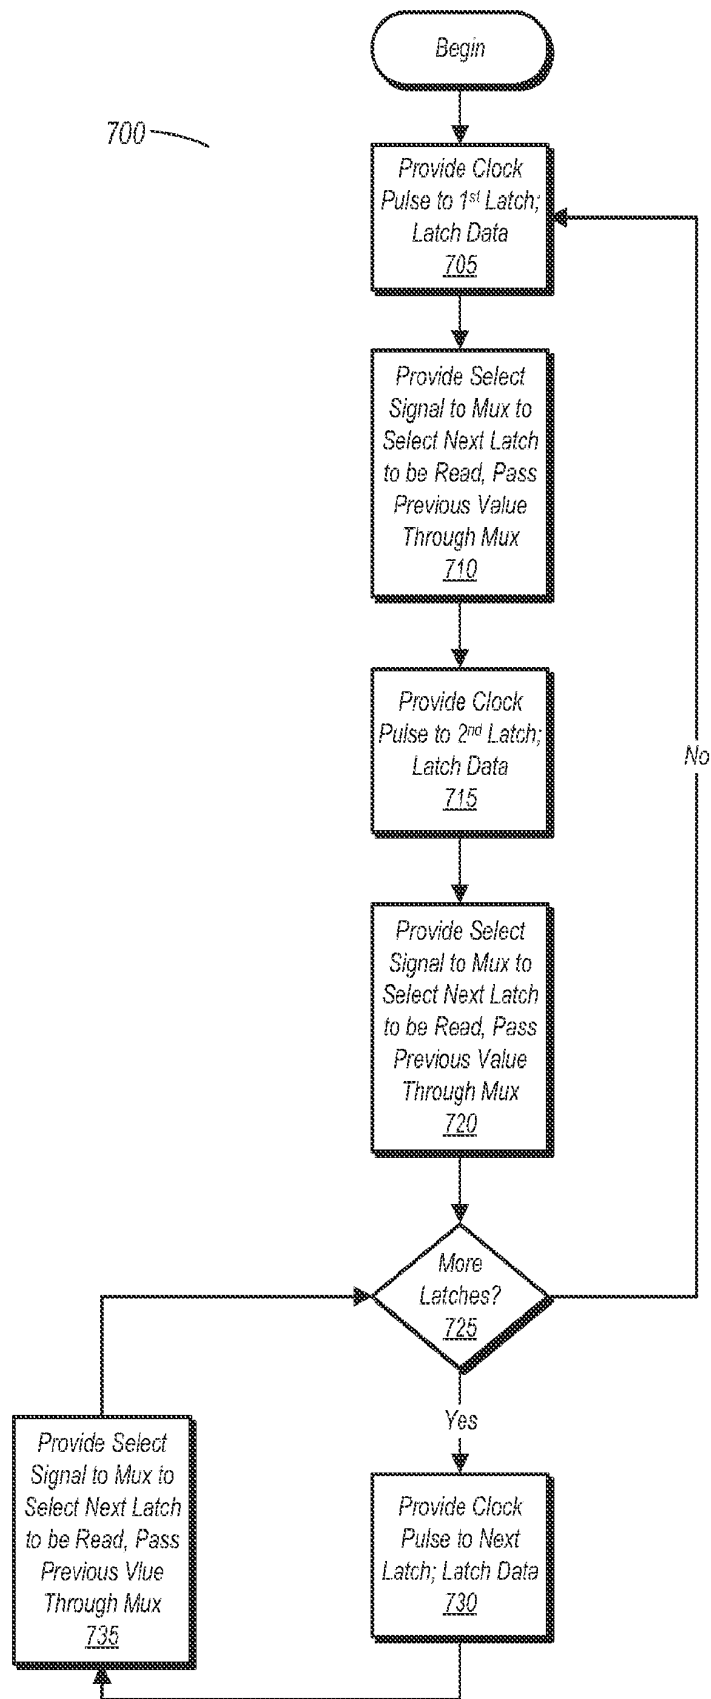 Begin
700
Provide Clock
Pulse to 1st Latch;
Latch Data
705
Provide Select
Signal to Mux to
Select Next Latch
to be Read, Pass
Previous Value
Through Mux
710
Provide Clock
Pulse to 2nd Latch;
Latch Data
715
No
Provide Select
Signal to Mux to
Select Next Latch
to be Read, Pass
Previous Value
Through Mux
720
More
Latches?
725
Yes
Provide Clock
Pulse to Next
Latch; Latch Data
730
Provide Select
Signal to Mux to
Select Next Latch
to be Read, Pass
Previous Vlue
Through Mux
735